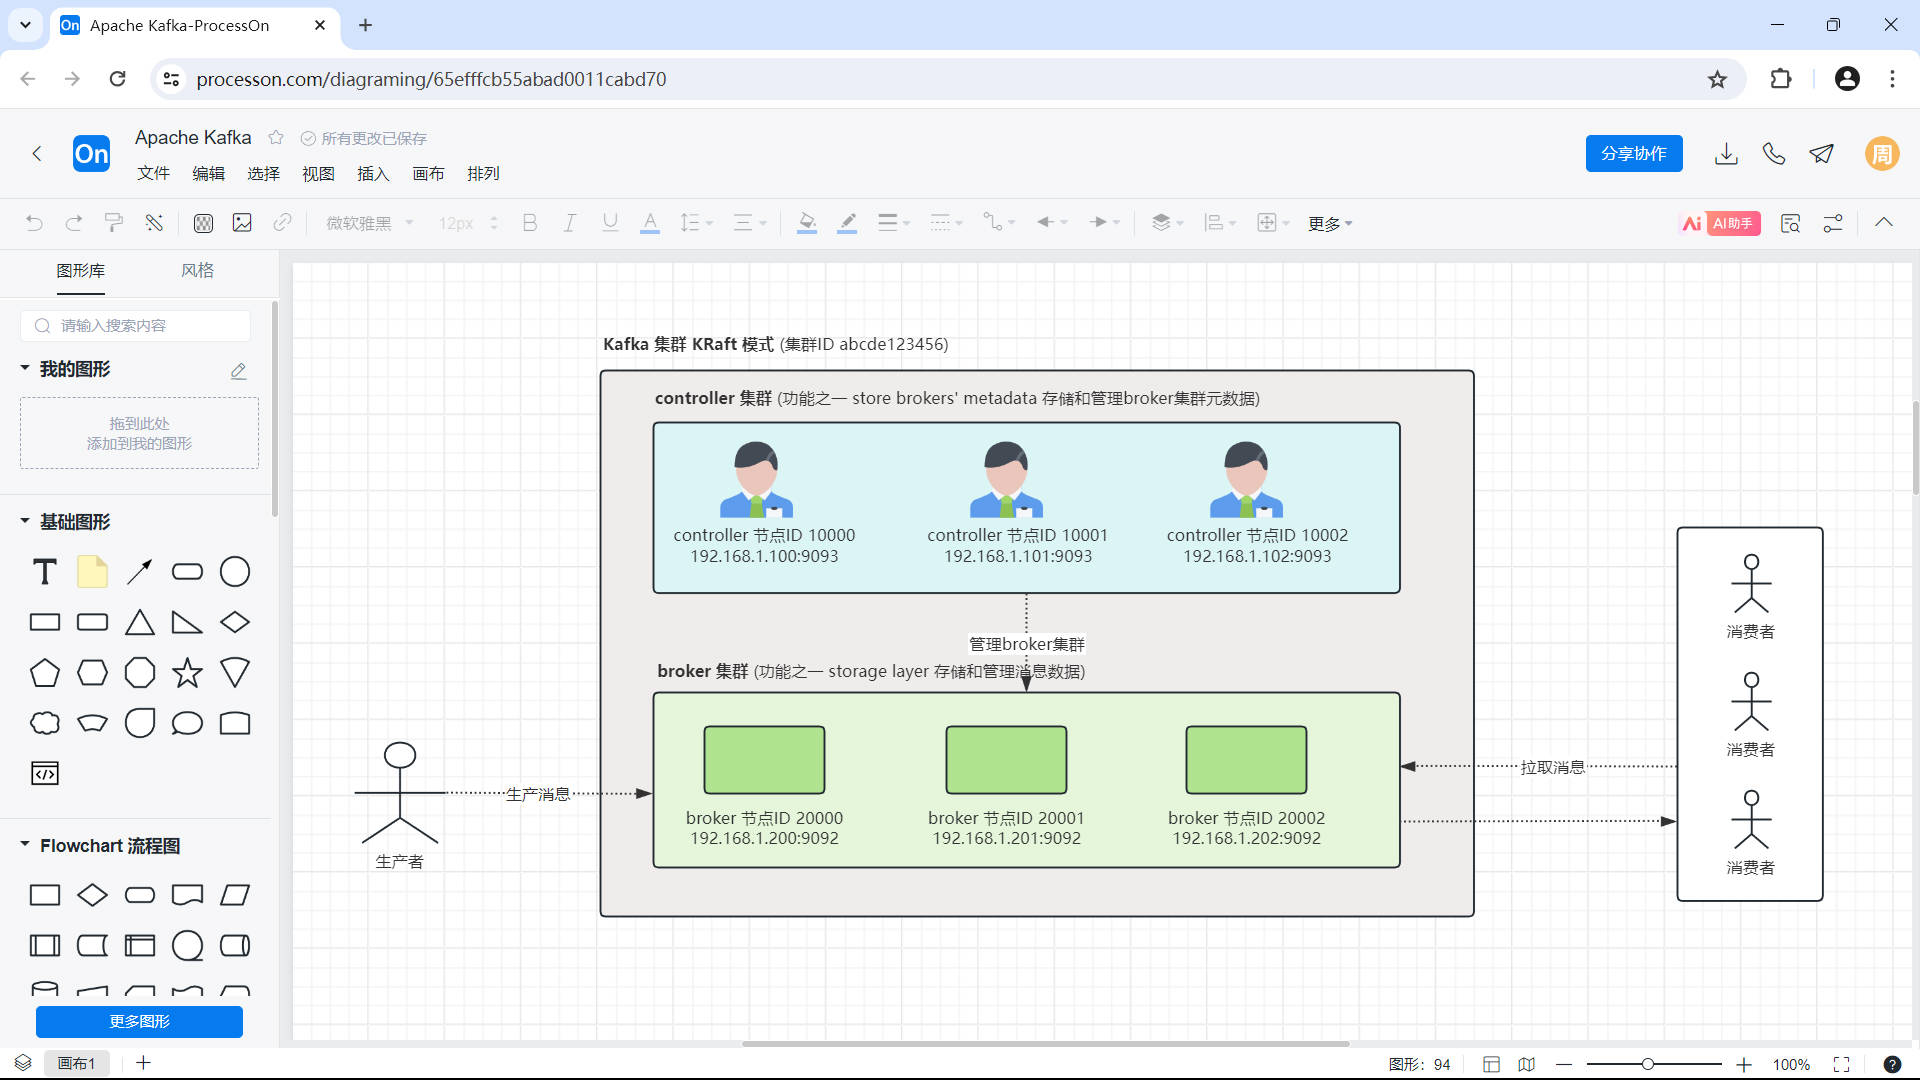 On Apache Kafka-ProcessOn
processon.com/diagraming/65efffcb55abad0011cabd70
On
Apache Kafka 所有更改已保存
文件 编辑 选择 视图 插入 画布 排列
分享协作
周
微软雅黑 12px B I U A 更多
Ai AI助手
图形库 风格
请输入搜索内容
我的图形
拖到此处
添加到我的图形
基础图形
T
Flowchart 流程图
更多图形
Kafka 集群 KRaft 模式 (集群ID abcde123456)
controller 集群 (功能之一 store brokers' metadata 存储和管理broker集群元数据)
controller 节点ID 10000
192.168.1.100:9093
controller 节点ID 10001
192.168.1.101:9093
controller 节点ID 10002
192.168.1.102:9093
管理broker集群
broker 集群 (功能之一 storage layer 存储和管理消息数据)
broker 节点ID 20000
192.168.1.200:9092
broker 节点ID 20001
192.168.1.201:9092
broker 节点ID 20002
192.168.1.202:9092
生产消息
生产者
拉取消息
消费者
消费者
消费者
画布1
图形：94
100%